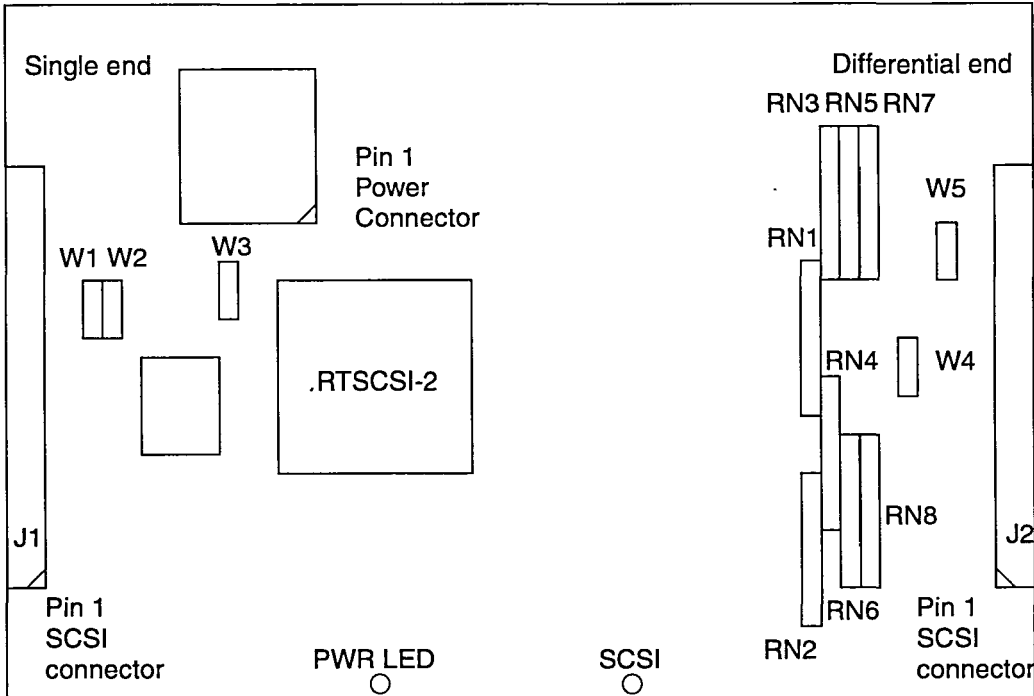 Single end
Differential end
RN3 RN5 RN7
Pin 1
Power
Connector
W5
RN1
W1 W2
W3
RN4
W4
.RTSCSI-2
J1
RN8
J2
Pin 1
SCSI
connector
RN6
Pin 1
SCSI
connector
RN2
PWR LED
SCSI